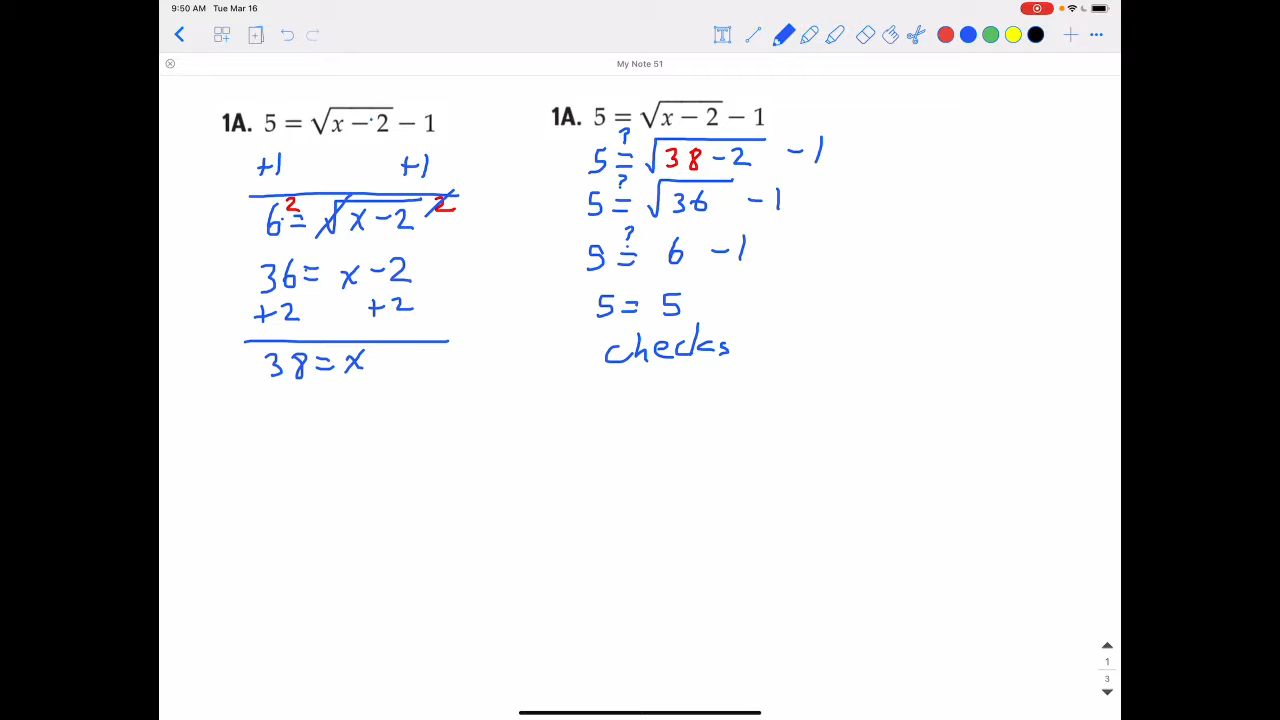 9:50 AM Tue Mar 16
My Note 51
1A. 5 = √(x − 2) − 1
+1 +1
6² = √(x − 2)²
36 = x − 2
+2 +2
38 = x
1A. 5 = √(x − 2) − 1
5 ≟ √(38 − 2) − 1
5 ≟ √36 − 1
5 ≟ 6 − 1
5 = 5
checks
1
3